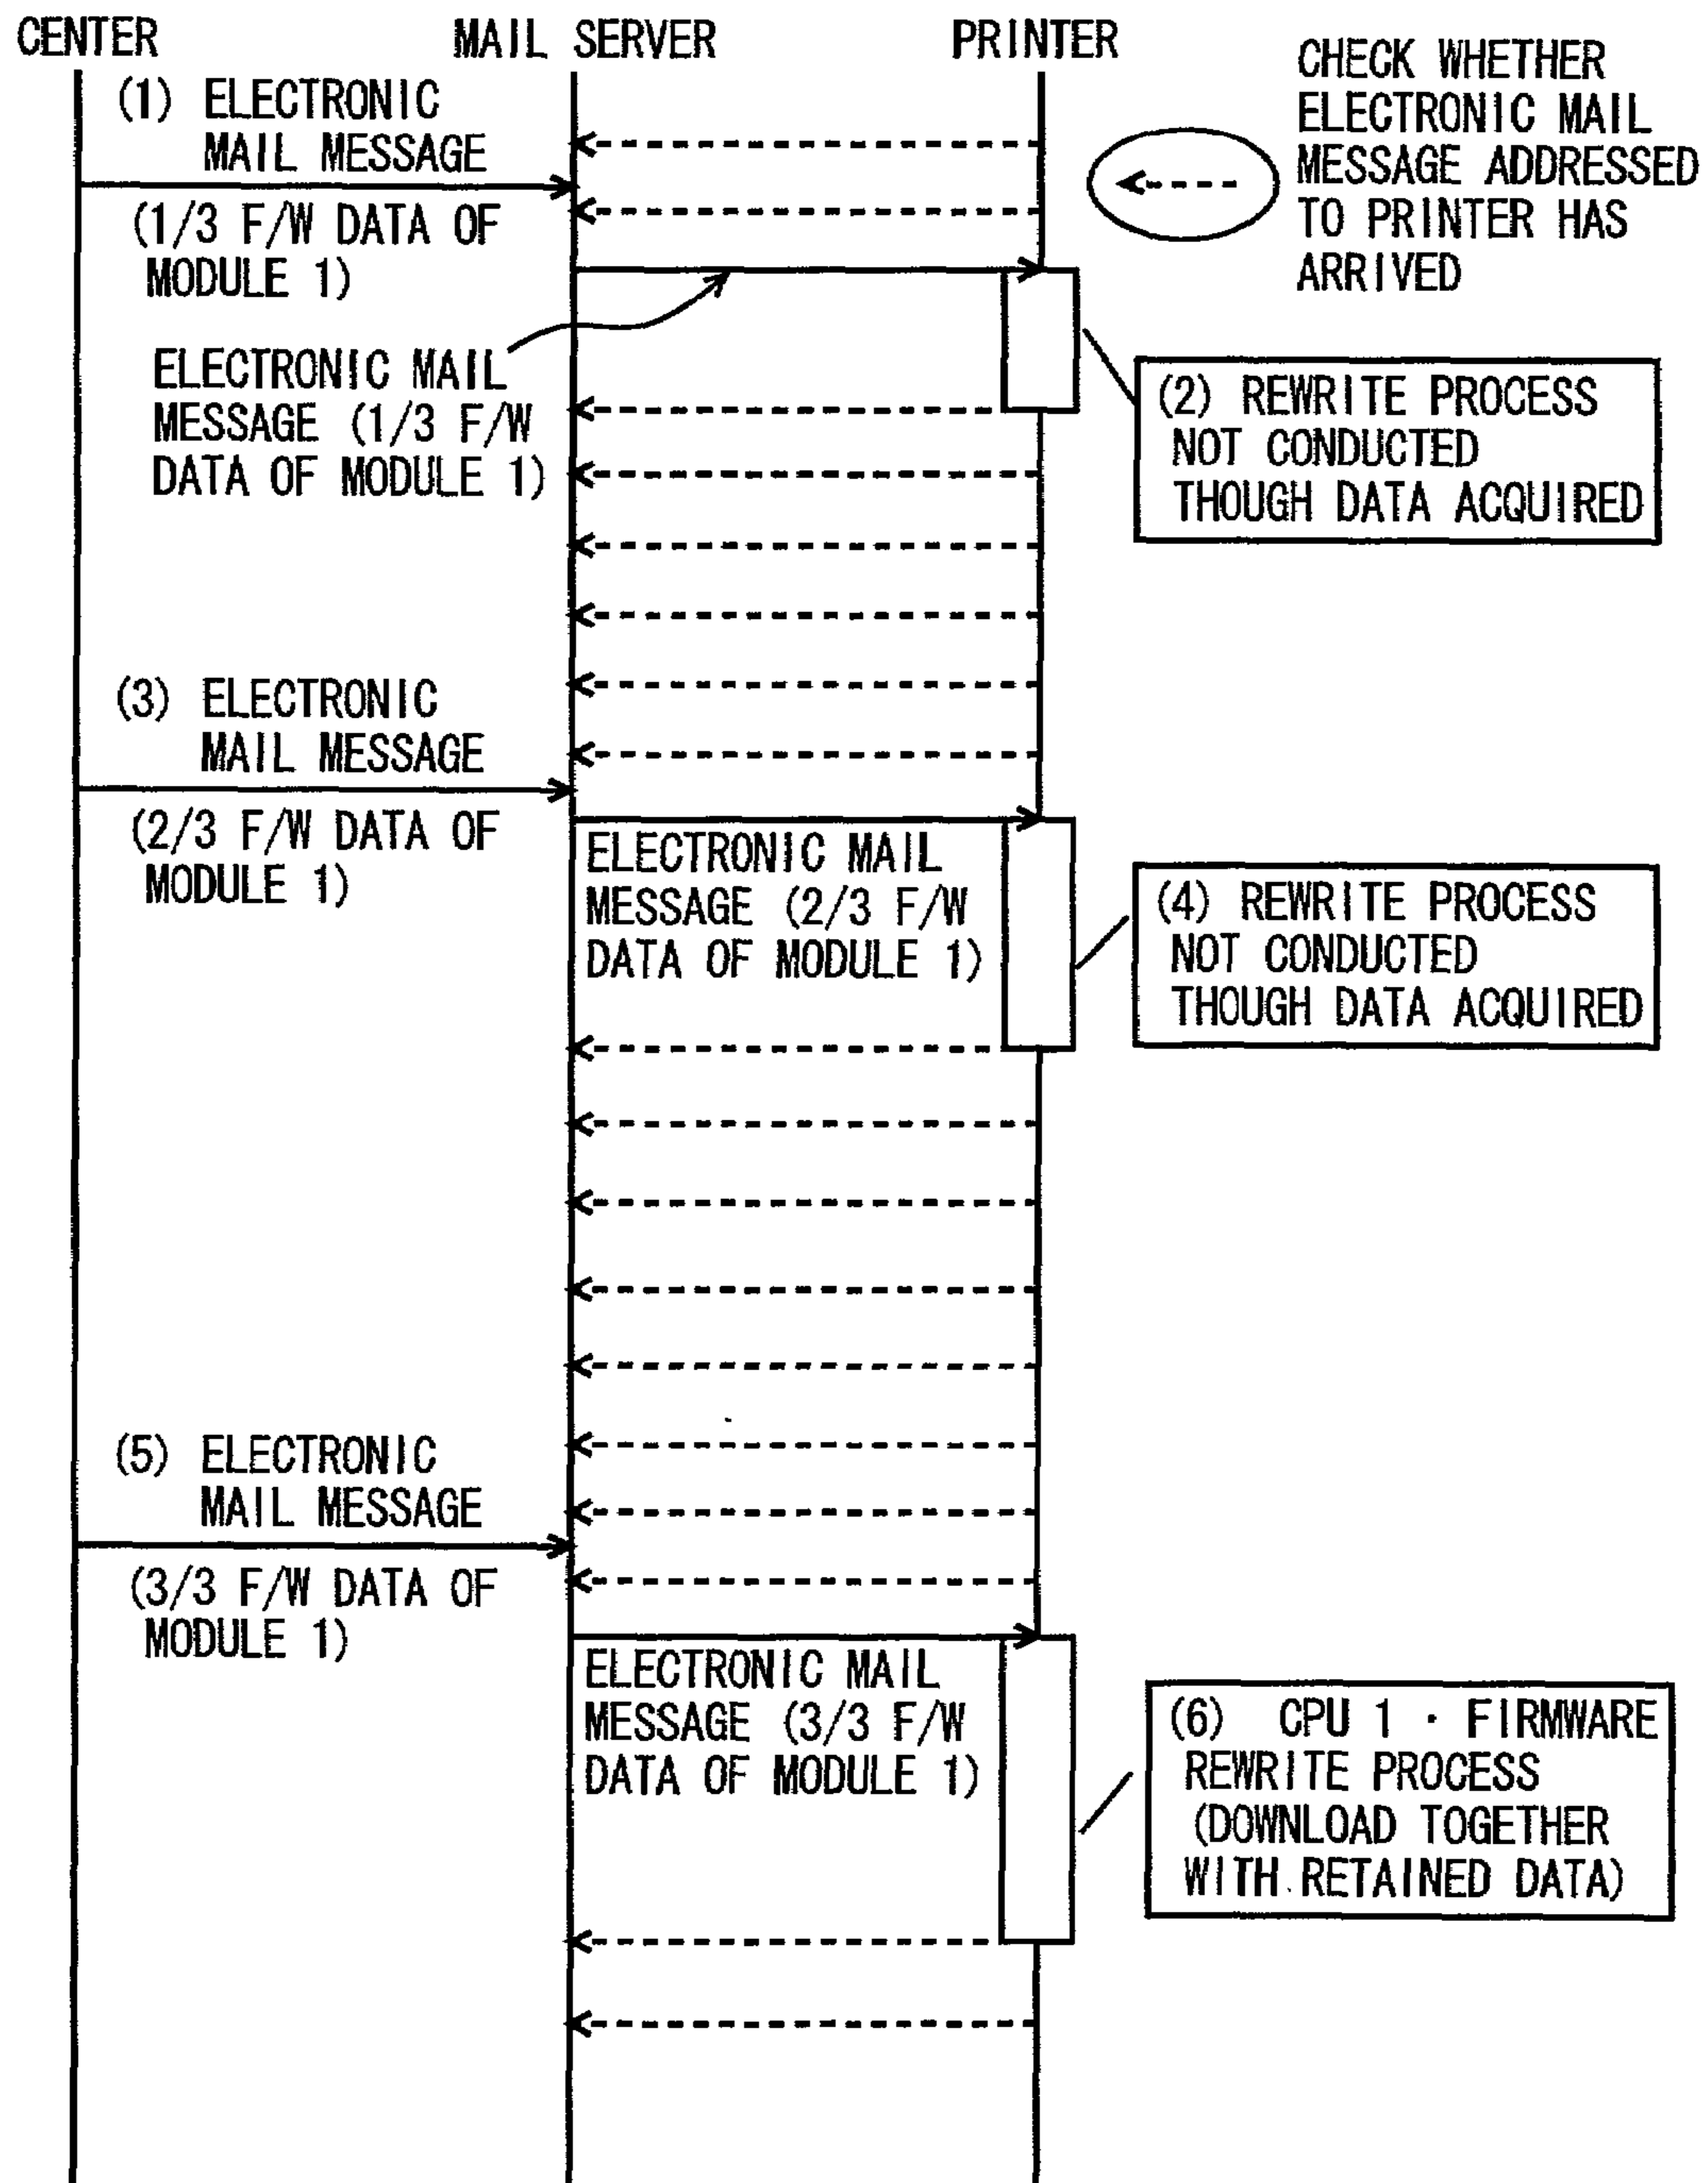 CENTER
MAIL SERVER
PRINTER
CHECK WHETHER
ELECTRONIC MAIL
MESSAGE ADDRESSED
TO PRINTER HAS
ARRIVED
(1) ELECTRONIC
MAIL MESSAGE
(1/3 F/W DATA OF
MODULE 1)
ELECTRONIC MAIL
MESSAGE (1/3 F/W
DATA OF MODULE 1)
(2) REWRITE PROCESS
NOT CONDUCTED
THOUGH DATA ACQUIRED
(3) ELECTRONIC
MAIL MESSAGE
(2/3 F/W DATA OF
MODULE 1)
ELECTRONIC MAIL
MESSAGE (2/3 F/W
DATA OF MODULE 1)
(4) REWRITE PROCESS
NOT CONDUCTED
THOUGH DATA ACQUIRED
(5) ELECTRONIC
MAIL MESSAGE
(3/3 F/W DATA OF
MODULE 1)
ELECTRONIC MAIL
MESSAGE (3/3 F/W
DATA OF MODULE 1)
(6) CPU 1 · FIRMWARE
REWRITE PROCESS
(DOWNLOAD TOGETHER
WITH RETAINED DATA)